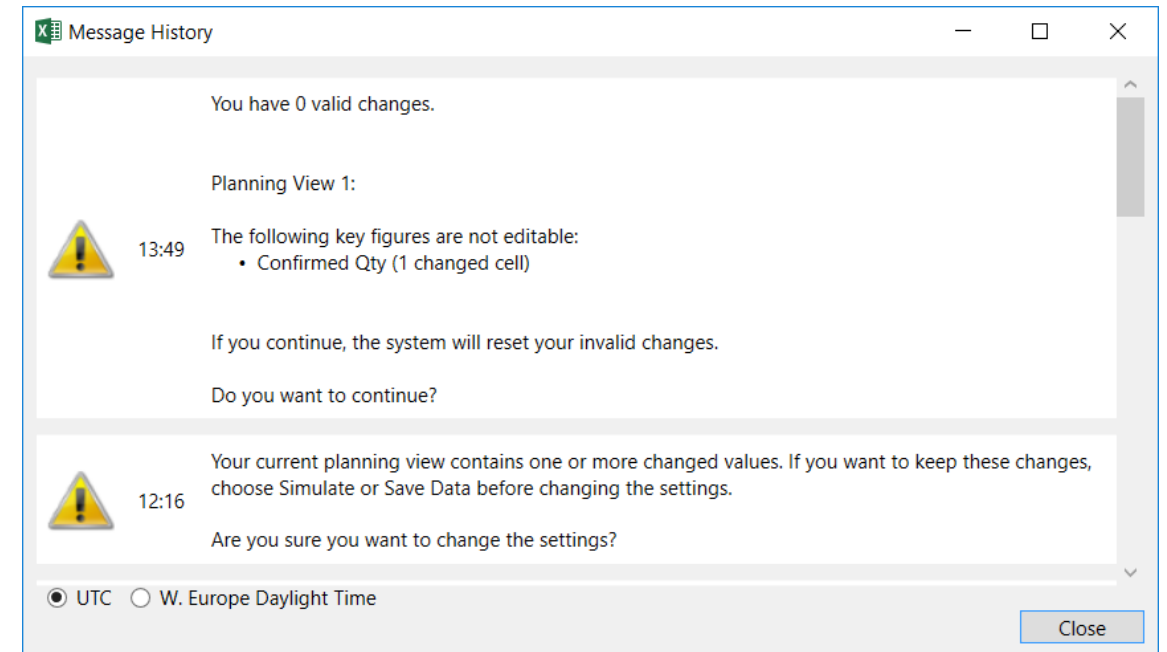 Message History
You have 0 valid changes.
Planning View 1:
13:49
The following key figures are not editable:
• Confirmed Qty (1 changed cell)
If you continue, the system will reset your invalid changes.
Do you want to continue?
Your current planning view contains one or more changed values. If you want to keep these changes,
12:16
choose Simulate or Save Data before changing the settings.
Are you sure you want to change the settings?
UTC W. Europe Daylight Time
Close